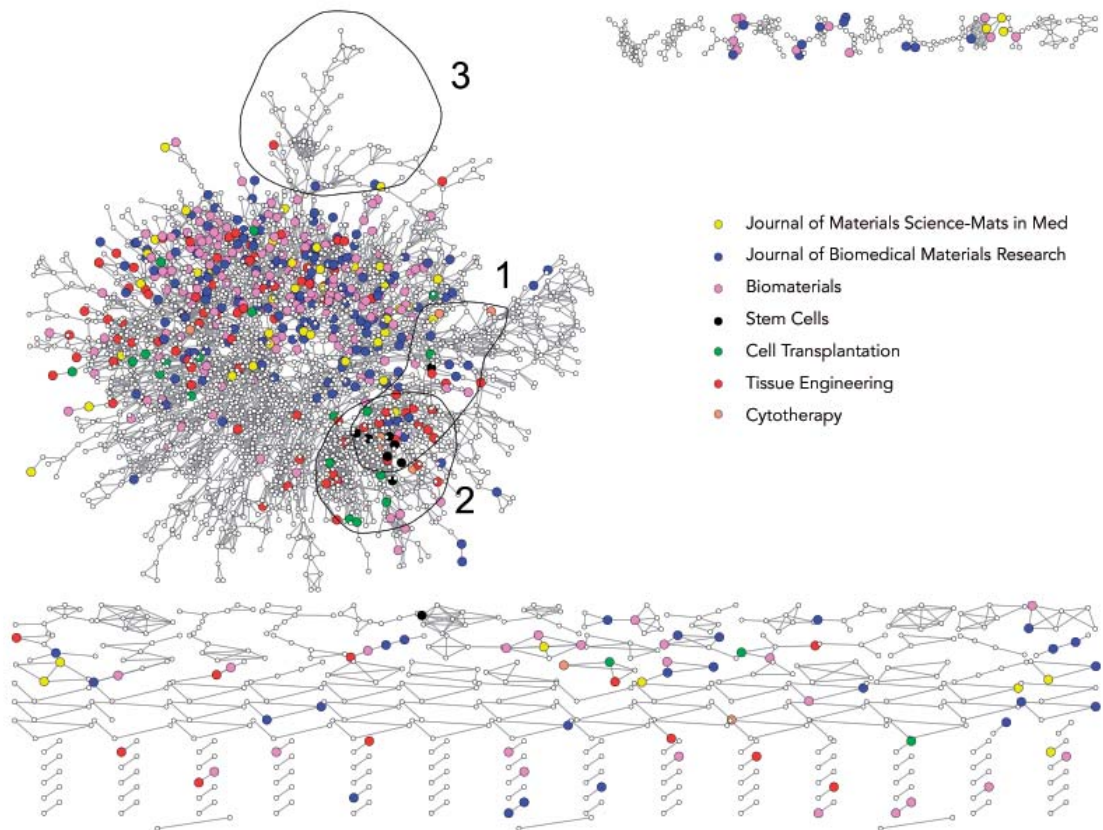 3
1
Journal of Materials Science-Mats in Med
Journal of Biomedical Materials Research
Biomaterials
Stem Cells
Cell Transplantation
Tissue Engineering
Cytotherapy
2